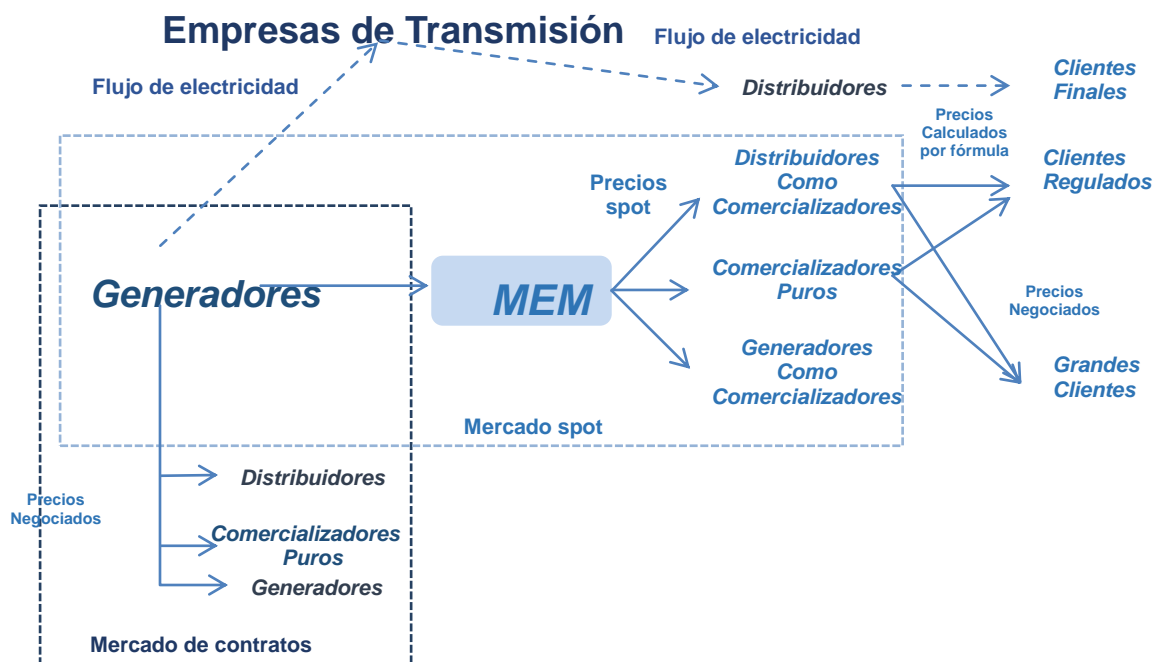 Empresas de Transmisión
Flujo de electricidad
Flujo de electricidad
Distribuidores
Clientes
Finales
Precios
Calculados
por fórmula
Distribuidores
Como
Comercializadores
Clientes
Regulados
Precios
spot
Generadores
MEM
Comercializadores
Puros
Precios
Negociados
Generadores
Como
Comercializadores
Grandes
Clientes
Mercado spot
Distribuidores
Precios
Negociados
Comercializadores
Puros
Generadores
Mercado de contratos